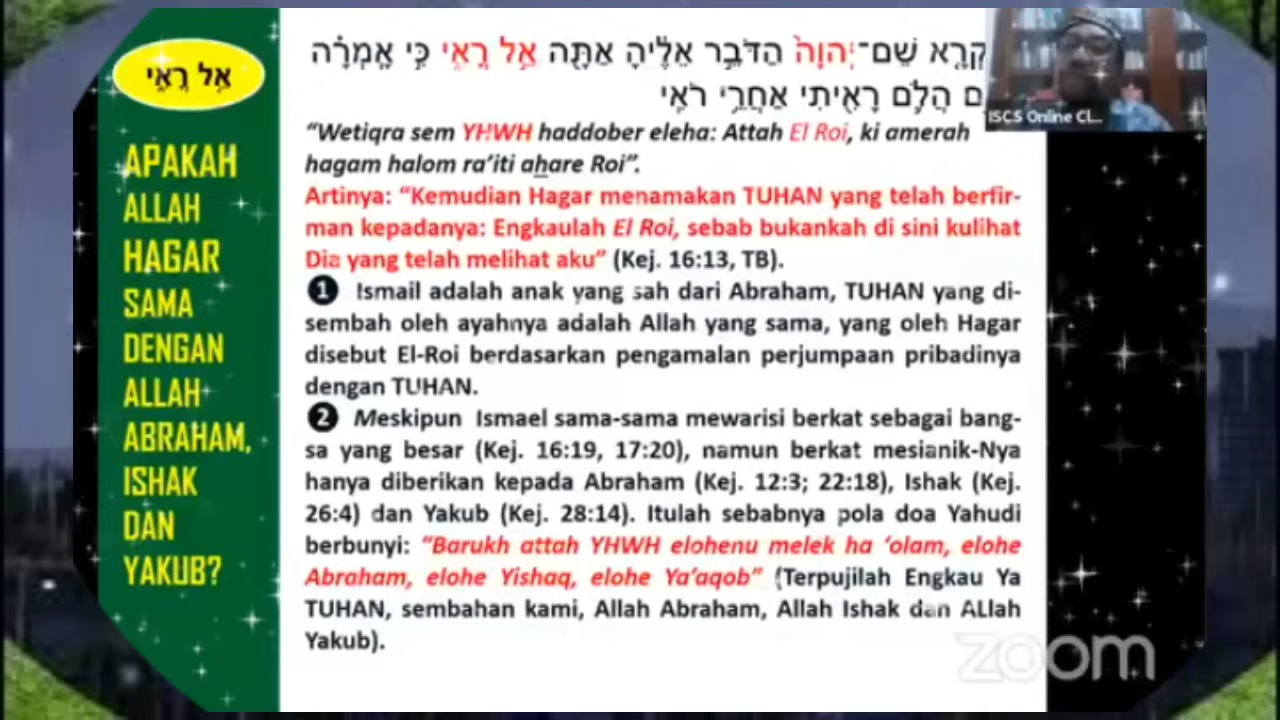 אֵ֣ל רֳאִ֑י
APAKAH
ALLAH
HAGAR
SAMA
DENGAN
ALLAH
ABRAHAM,
ISHAK
DAN
YAKUB?
שֵׁם־יְהוָה֙ הַדֹּבֵ֣ר אֵלֶ֔יהָ אַתָּ֖ה אֵ֣ל רֳאִ֑י כִּ֣י אָֽמְרָ֗ה
הֲלֹ֛ם רָאִ֖יתִי אַחֲרֵ֥י רֹאִֽי
“Wetiqra sem YHWH haddober eleha: Attah El Roi, ki amerah
hagam halom ra’iti ahare Roi”.
Artinya: “Kemudian Hagar menamakan TUHAN yang telah berfir-
man kepadanya: Engkaulah El Roi, sebab bukankah di sini kulihat
Dia yang telah melihat aku” (Kej. 16:13, TB).
❶ Ismail adalah anak yang sah dari Abraham, TUHAN yang di-
sembah oleh ayahnya adalah Allah yang sama, yang oleh Hagar
disebut El-Roi berdasarkan pengamalan perjumpaan pribadinya
dengan TUHAN.
❷ Meskipun Ismael sama-sama mewarisi berkat sebagai bang-
sa yang besar (Kej. 16:19, 17:20), namun berkat mesianik-Nya
hanya diberikan kepada Abraham (Kej. 12:3; 22:18), Ishak (Kej.
26:4) dan Yakub (Kej. 28:14). Itulah sebabnya pola doa Yahudi
berbunyi: “Barukh attah YHWH elohenu melek ha ‘olam, elohe
Abraham, elohe Yishaq, elohe Ya’aqob” (Terpujilah Engkau Ya
TUHAN, sembahan kami, Allah Abraham, Allah Ishak dan ALlah
Yakub).
ISCS Online Cl...
zoom